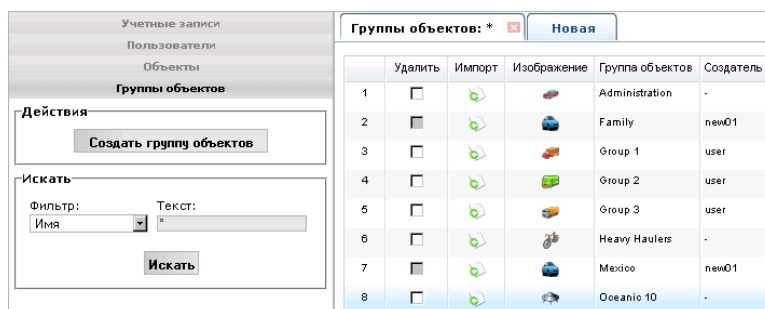 Учетные записи
Пользователи
Объекты
Группы объектов
Действия
Создать группу объектов
Искать
Фильтр: Текст:
Имя *
Искать
Группы объектов: * Новая
Удалить Импорт Изображение Группа объектов Создатель
1 Administration -
2 Family new01
3 Group 1 user
4 Group 2 user
5 Group 3 user
6 Heavy Haulers -
7 Mexico new01
8 Oceanic 10 -